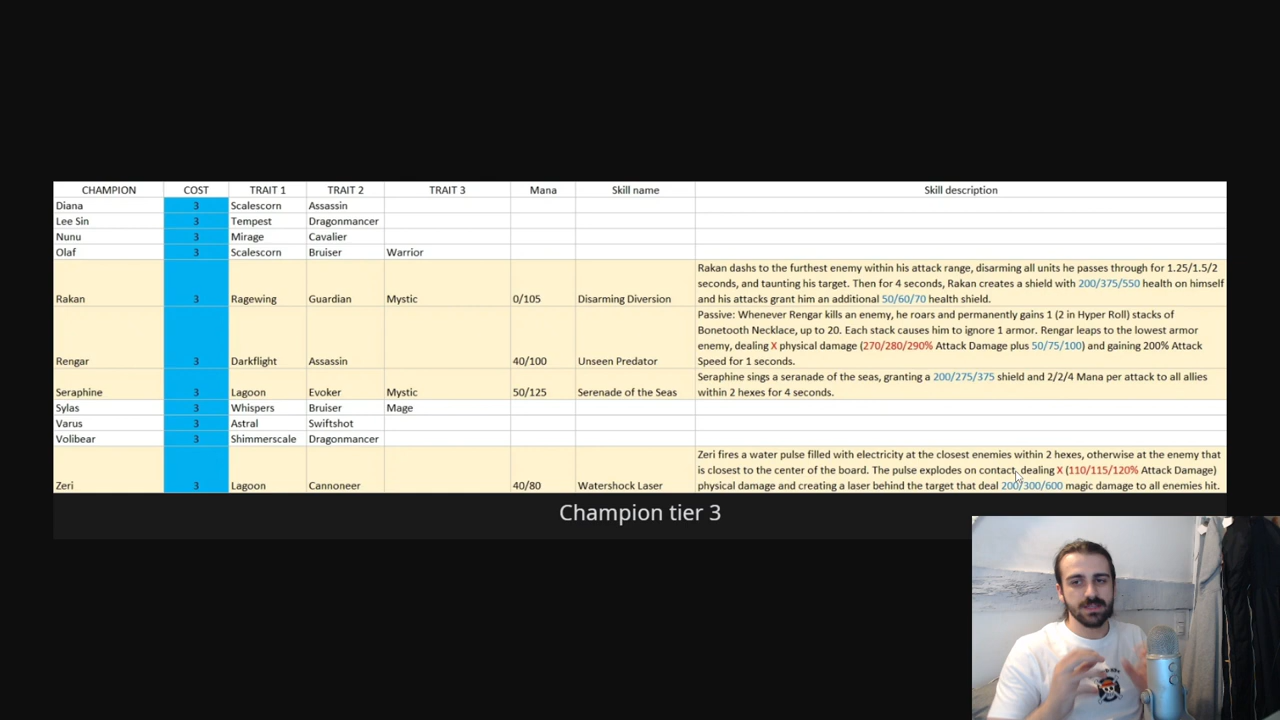 CHAMPION COST TRAIT 1 TRAIT 2 TRAIT 3 Mana Skill name Skill description
Diana 3 Scalescorn Assassin
Lee Sin 3 Tempest Dragonmancer
Nunu 3 Mirage Cavalier
Olaf 3 Scalescorn Bruiser Warrior
Rakan dashs to the furthest enemy within his attack range, disarming all units he passes through for 1.25/1.5/2
seconds, and taunting his target. Then for 4 seconds, Rakan creates a shield with 200/375/550 health on himself
Rakan 3 Ragewing Guardian Mystic 0/105 Disarming Diversion and his attacks grant him an additional 50/60/70 health shield.
Passive: Whenever Rengar kills an enemy, he roars and permanently gains 1 (2 in Hyper Roll) stacks of
Bonetooth Necklace, up to 20. Each stack causes him to ignore 1 armor. Rengar leaps to the lowest armor
enemy, dealing X physical damage (270/280/290% Attack Damage plus 50/75/100) and gaining 200% Attack
Rengar 3 Darkflight Assassin 40/100 Unseen Predator Speed for 1 seconds.
Seraphine sings a seranade of the seas, granting a 200/275/375 shield and 2/2/4 Mana per attack to all allies
Seraphine 3 Lagoon Evoker Mystic 50/125 Serenade of the Seas within 2 hexes for 4 seconds.
Sylas 3 Whispers Bruiser Mage
Varus 3 Astral Swiftshot
Volibear 3 Shimmerscale Dragonmancer
Zeri fires a water pulse filled with electricity at the closest enemies within 2 hexes, otherwise at the enemy that
is closest to the center of the board. The pulse explodes on contact, dealing X (110/115/120% Attack Damage)
Zeri 3 Lagoon Cannoneer 40/80 Watershock Laser physical damage and creating a laser behind the target that deal 200/300/600 magic damage to all enemies hit.
Champion tier 3